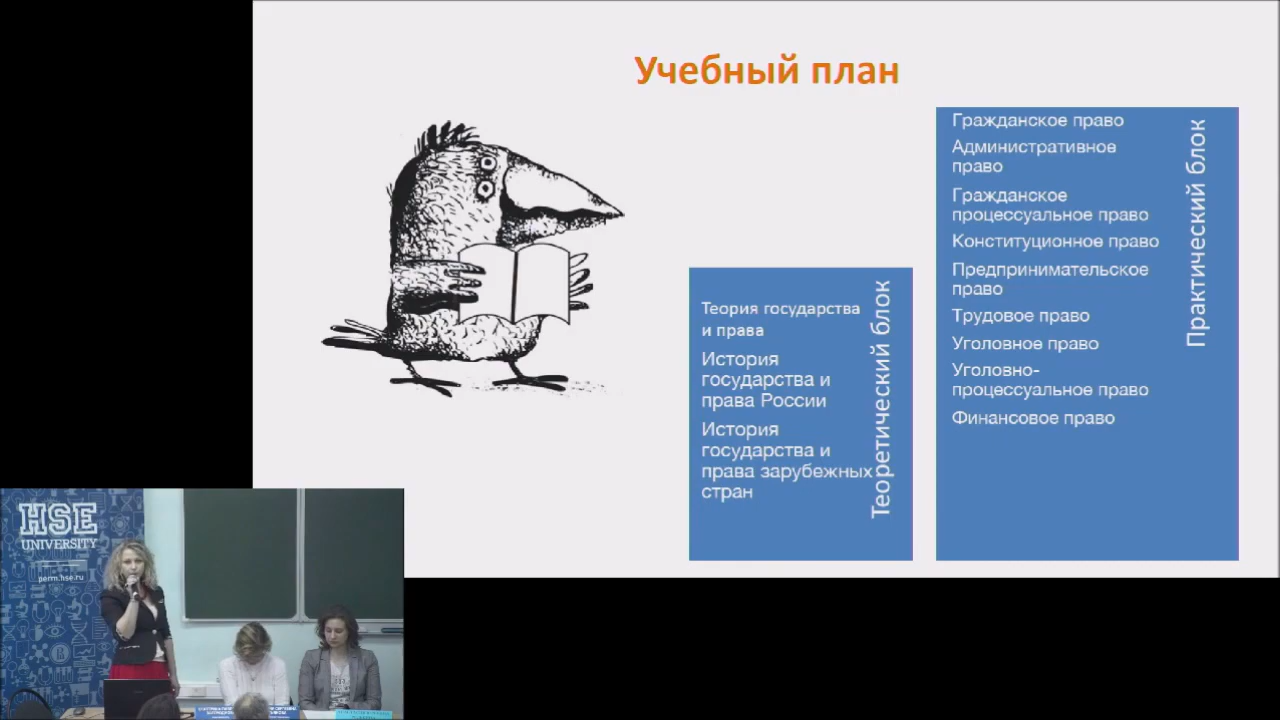 Учебный план
Теория государства
и права
История
государства и
права России
История
государства и
права зарубежных
стран
Теоретический блок
Гражданское право
Административное
право
Гражданское
процессуальное право
Конституционное право
Предпринимательское
право
Трудовое право
Уголовное право
Уголовно-
процессуальное право
Финансовое право
Практический блок
HSE
UNIVERSITY
perm.hse.ru